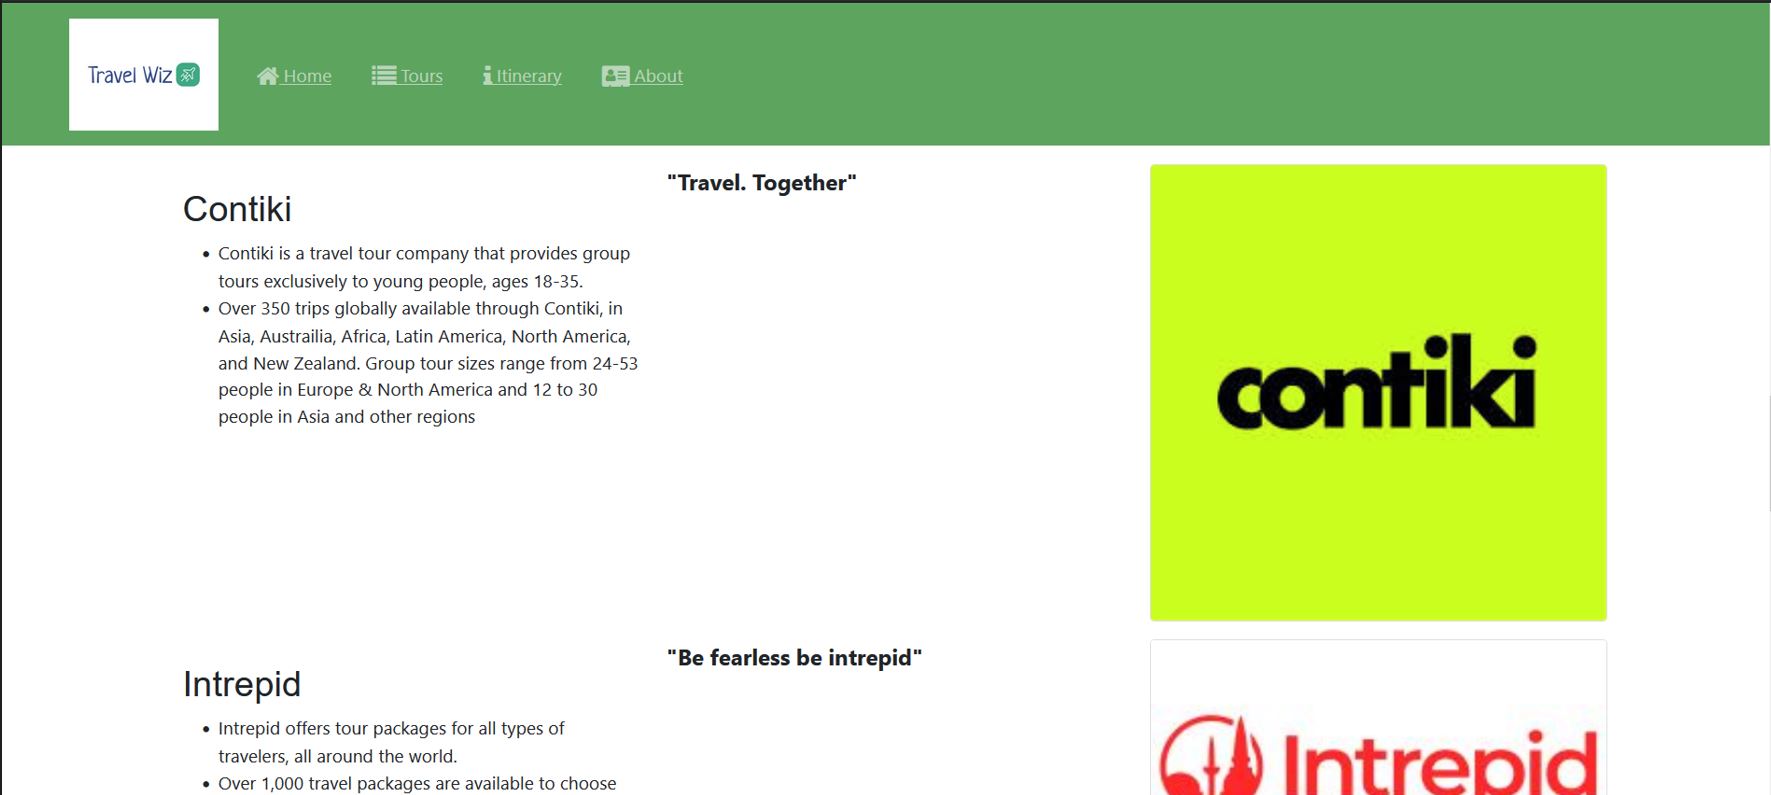 Travel Wiz
Home
Tours
Itinerary
About
Contiki
Contiki is a travel tour company that provides group
tours exclusively to young people, ages 18-35.
Over 350 trips globally available through Contiki, in
Asia, Austrailia, Africa, Latin America, North America,
and New Zealand. Group tour sizes range from 24-53
people in Europe & North America and 12 to 30
people in Asia and other regions
"Travel. Together"
contiki
Intrepid
Intrepid offers tour packages for all types of
travelers, all around the world.
Over 1,000 travel packages are available to choose
"Be fearless be intrepid"
Intrepid